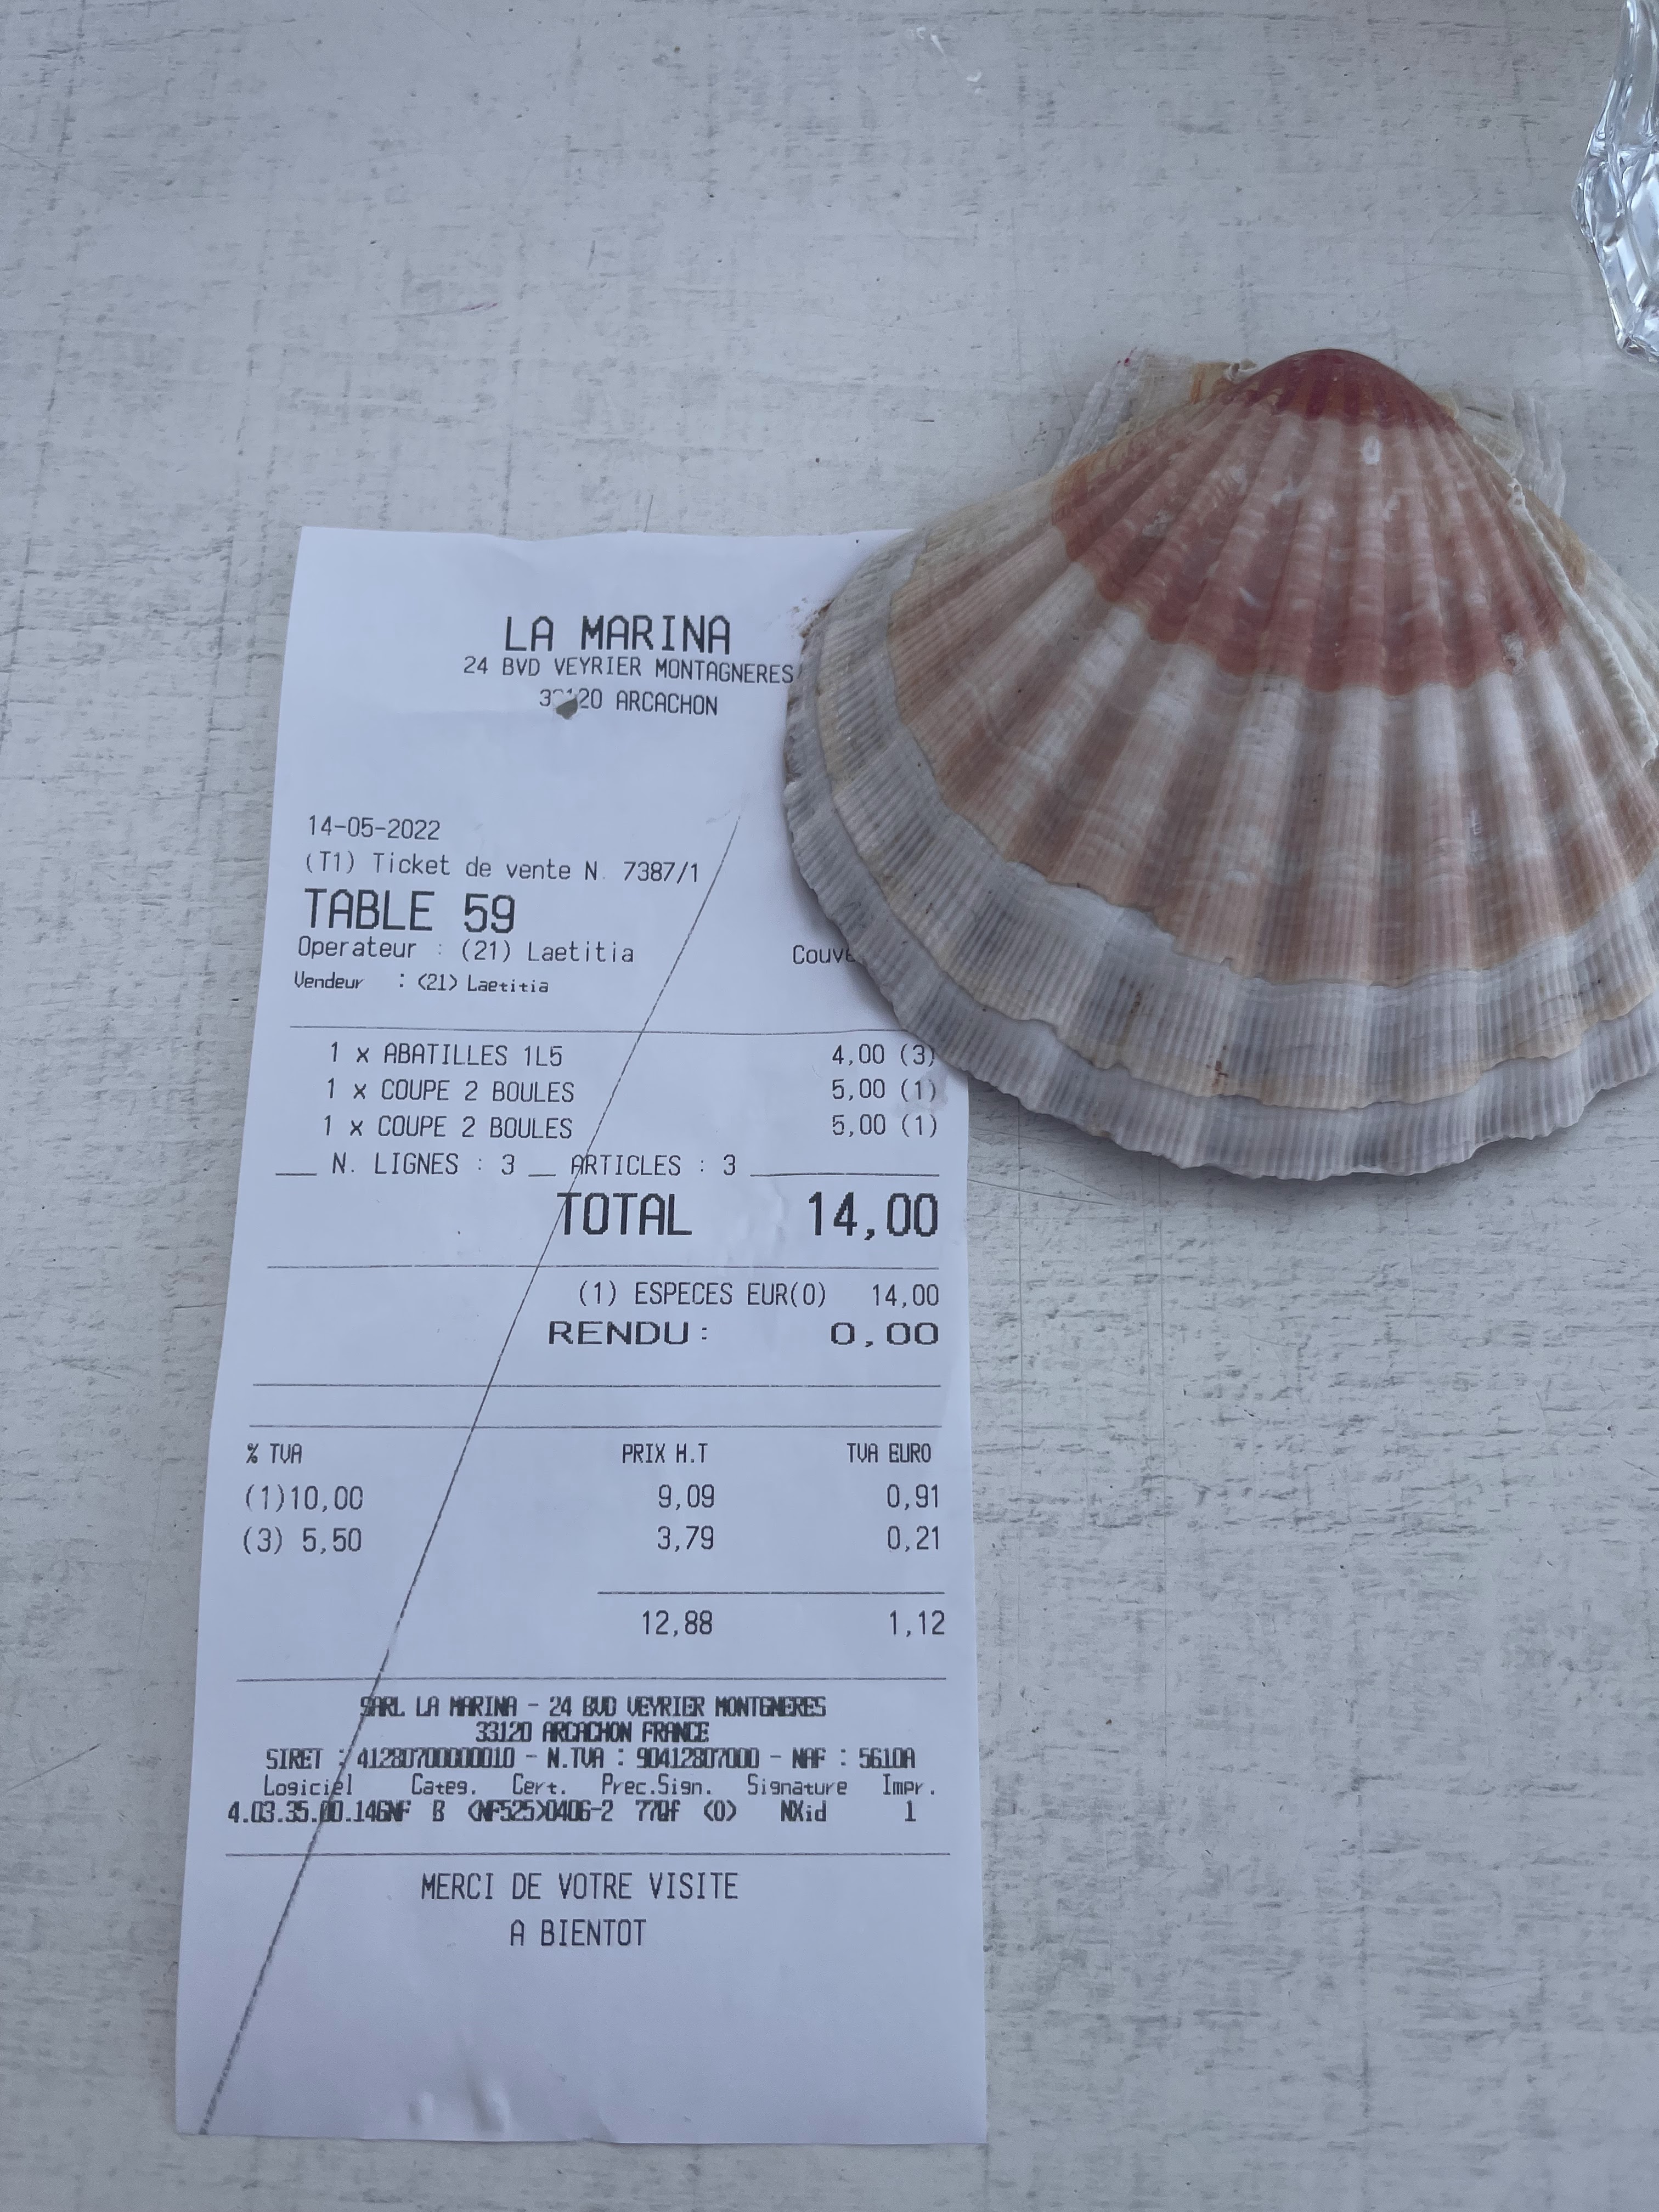 LA MARINA
24 BVD VEYRIER MONTAGNERES
ARCACHON
14-05-2022
(T1) Ticket de vente N. 7387/1
TABLE 59
Operateur : (21) Laetitia
Vendeur : (21) Laetitia
1 x ABATILLES 1L5 4,00 (3)
1 x COUPE 2 BOULES 5,00 (1)
1 x COUPE 2 BOULES 5,00 (1)
N. LIGNES : 3 ARTICLES : 3
TOTAL 14,00
(1) ESPECES EUR(0) 14,00
RENDU : 0,00
% TVA PRIX H.T TVA EURO
(1)10,00 9,09 0,91
(3) 5,50 3,79 0,21
12,88 1,12
SARL LA MARINA - 24 BVD VEYRIER MONTGNERES
33120 ARCACHON FRANCE
SIRET : 41280700000010 - N.TVA : 90412807000 - NAF : 5610A
Logiciel Categ. Cert. Prec.Sign. Signature Impr.
4.03.35.00.146NF B (NF525)0406-2 (0) NXid 1
MERCI DE VOTRE VISITE
A BIENTOT